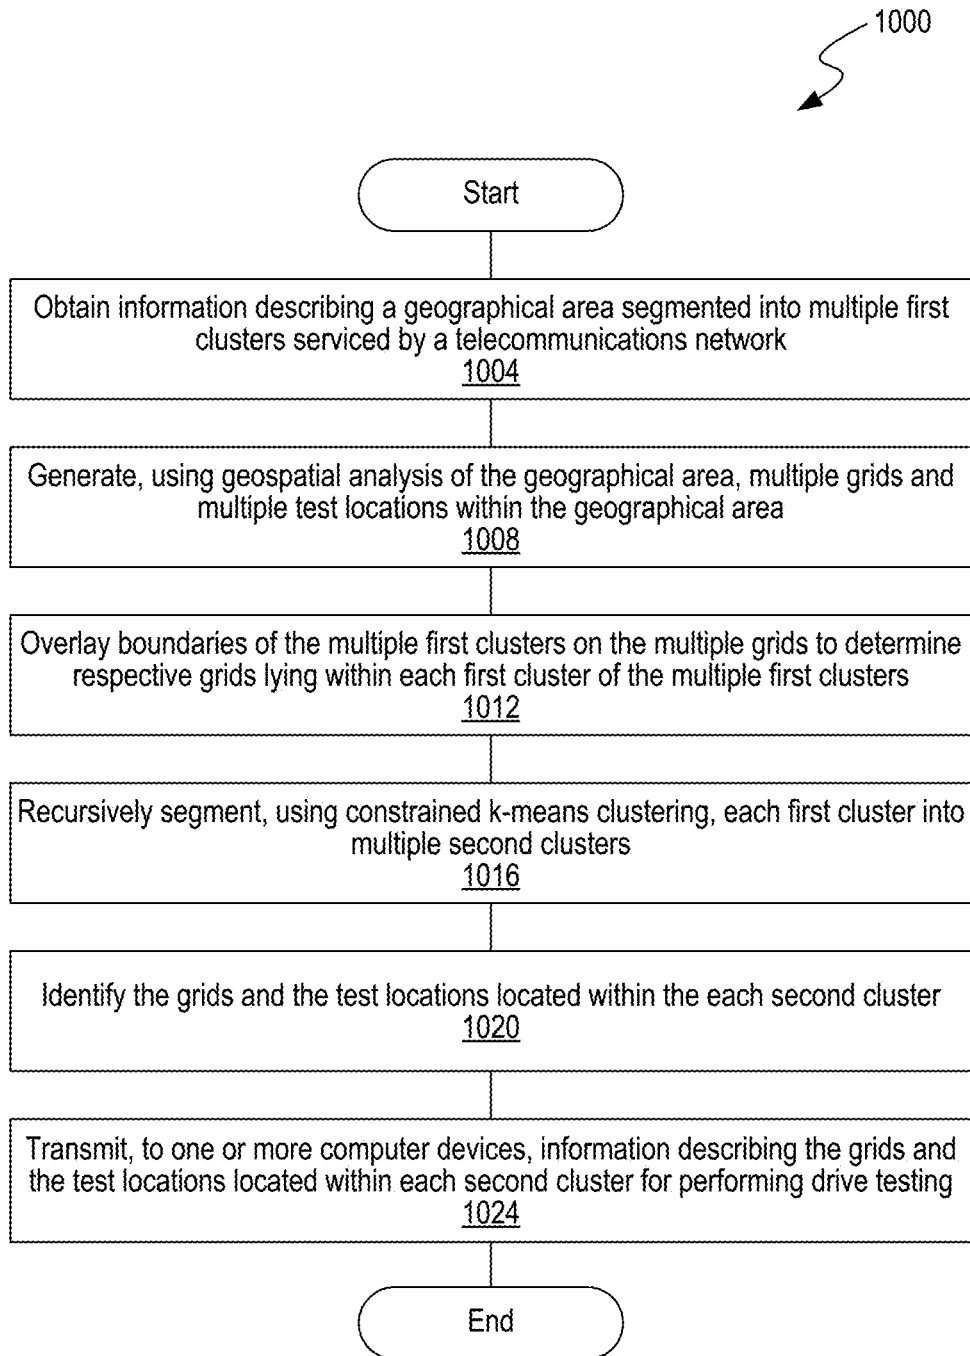 1000
Start
Obtain information describing a geographical area segmented into multiple first
clusters serviced by a telecommunications network
1004
Generate, using geospatial analysis of the geographical area, multiple grids and
multiple test locations within the geographical area
1008
Overlay boundaries of the multiple first clusters on the multiple grids to determine
respective grids lying within each first cluster of the multiple first clusters
1012
Recursively segment, using constrained k-means clustering, each first cluster into
multiple second clusters
1016
Identify the grids and the test locations located within the each second cluster
1020
Transmit, to one or more computer devices, information describing the grids and
the test locations located within each second cluster for performing drive testing
1024
End